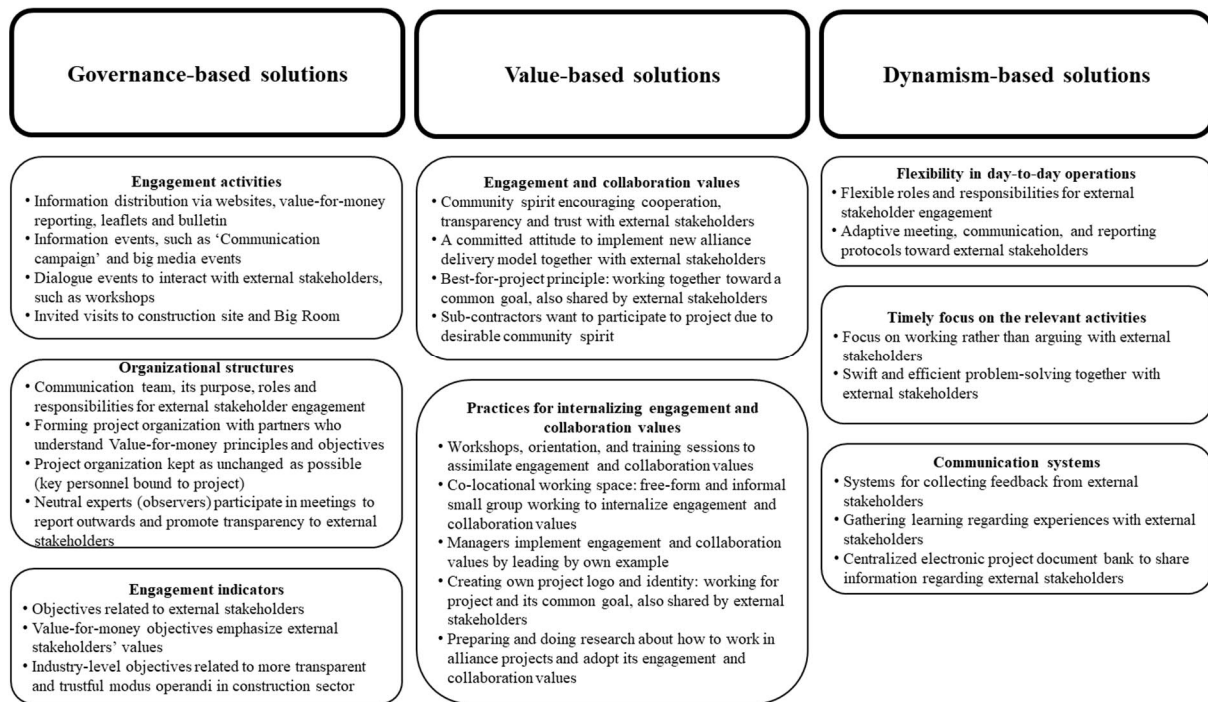 Governance-based solutions
Engagement activities
• Information distribution via websites, value-for-money
reporting, leaflets and bulletin
• Information events, such as ‘Communication
campaign’ and big media events
• Dialogue events to interact with external stakeholders,
such as workshops
• Invited visits to construction site and Big Room
Organizational structures
• Communication team, its purpose, roles and
responsibilities for external stakeholder engagement
• Forming project organization with partners who
understand Value-for-money principles and objectives
• Project organization kept as unchanged as possible
(key personnel bound to project)
• Neutral experts (observers) participate in meetings to
report outwards and promote transparency to external
stakeholders
Engagement indicators
• Objectives related to external stakeholders
• Value-for-money objectives emphasize external
stakeholders’ values
• Industry-level objectives related to more transparent
and trustful modus operandi in construction sector
Value-based solutions
Engagement and collaboration values
• Community spirit encouraging cooperation,
transparency and trust with external stakeholders
• A committed attitude to implement new alliance
delivery model together with external stakeholders
• Best-for-project principle: working together toward a
common goal, also shared by external stakeholders
• Sub-contractors want to participate to project due to
desirable community spirit
Practices for internalizing engagement and
collaboration values
• Workshops, orientation, and training sessions to
assimilate engagement and collaboration values
• Co-locational working space: free-form and informal
small group working to internalize engagement and
collaboration values
• Managers implement engagement and collaboration
values by leading by own example
• Creating own project logo and identity: working for
project and its common goal, also shared by external
stakeholders
• Preparing and doing research about how to work in
alliance projects and adopt its engagement and
collaboration values
Dynamism-based solutions
Flexibility in day-to-day operations
• Flexible roles and responsibilities for external
stakeholder engagement
• Adaptive meeting, communication, and reporting
protocols toward external stakeholders
Timely focus on the relevant activities
• Focus on working rather than arguing with external
stakeholders
• Swift and efficient problem-solving together with
external stakeholders
Communication systems
• Systems for collecting feedback from external
stakeholders
• Gathering learning regarding experiences with external
stakeholders
• Centralized electronic project document bank to share
information regarding external stakeholders